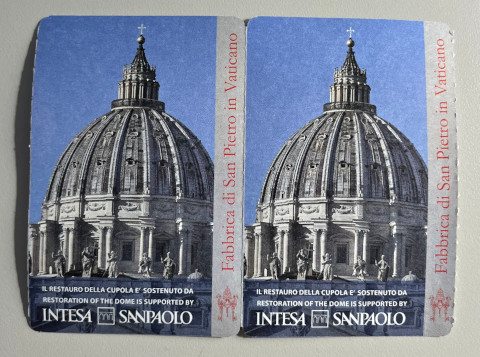 Fabbrica di San Pietro in Vaticano
IL RESTAURO DELLA CUPOLA E' SOSTENUTO DA
RESTORATION OF THE DOME IS SUPPORTED BY
INTESA SANPAOLO
Fabbrica di San Pietro in Vaticano
IL RESTAURO DELLA CUPOLA E' SOSTENUTO DA
RESTORATION OF THE DOME IS SUPPORTED BY
INTESA SANPAOLO